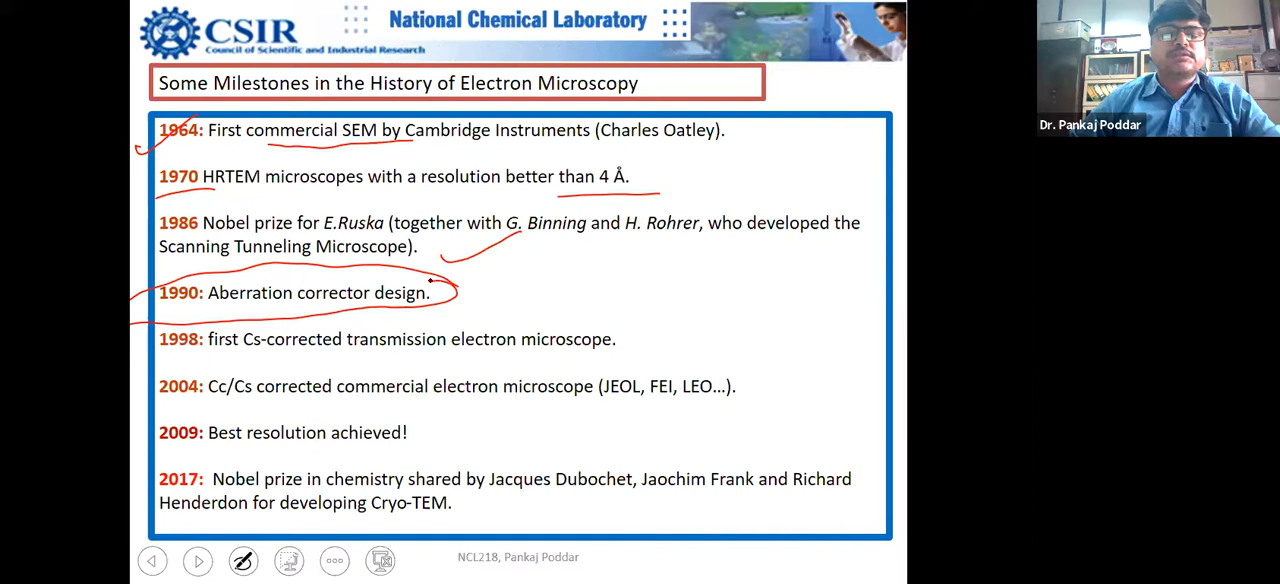 CSIR
Council of Scientific and Industrial Research
National Chemical Laboratory
Some Milestones in the History of Electron Microscopy
1964: First commercial SEM by Cambridge Instruments (Charles Oatley).
1970 HRTEM microscopes with a resolution better than 4 Å.
1986 Nobel prize for E.Ruska (together with G. Binning and H. Rohrer, who developed the
Scanning Tunneling Microscope).
1990: Aberration corrector design.
1998: first Cs-corrected transmission electron microscope.
2004: Cc/Cs corrected commercial electron microscope (JEOL, FEI, LEO...).
2009: Best resolution achieved!
2017: Nobel prize in chemistry shared by Jacques Dubochet, Jaochim Frank and Richard
Henderdon for developing Cryo-TEM.
NCL218, Pankaj Poddar
Dr. Pankaj Poddar